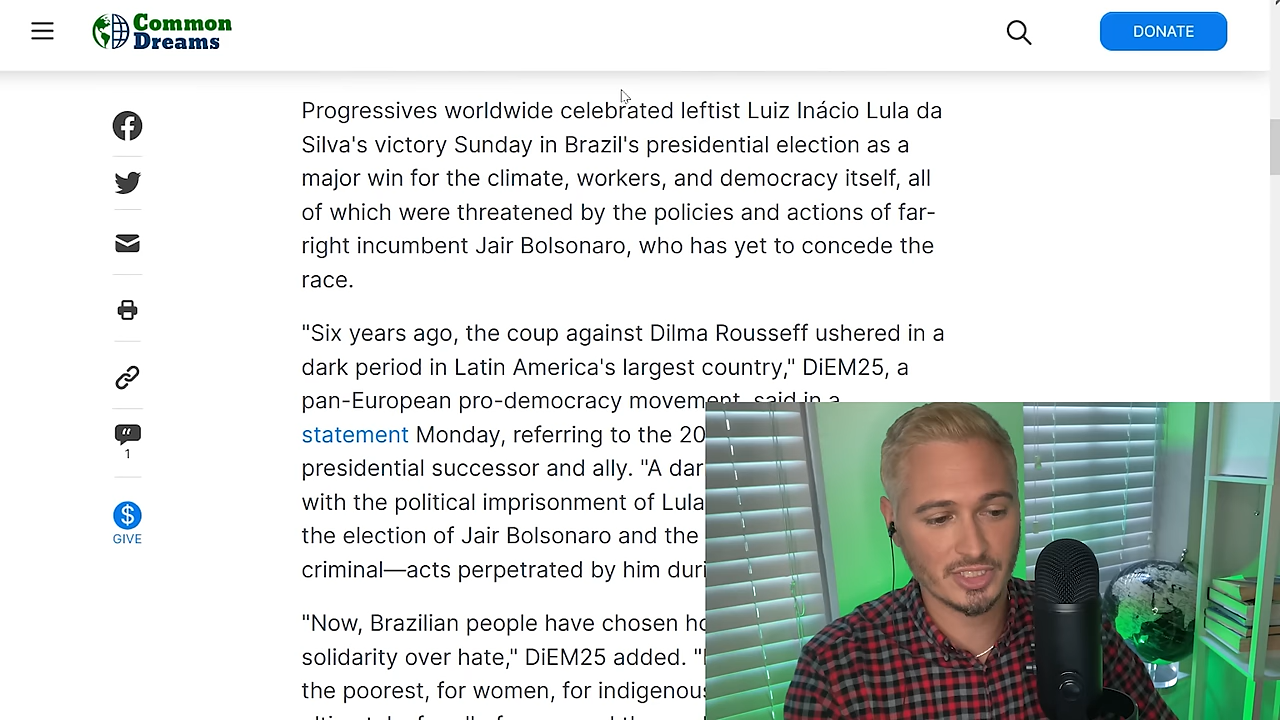 Common
Dreams
DONATE
Progressives worldwide celebrated leftist Luiz Inácio Lula da
Silva's victory Sunday in Brazil's presidential election as a
major win for the climate, workers, and democracy itself, all
of which were threatened by the policies and actions of far-
right incumbent Jair Bolsonaro, who has yet to concede the
race.
"Six years ago, the coup against Dilma Rousseff ushered in a
dark period in Latin America's largest country," DiEM25, a
pan-European pro-democracy movement, said in a
statement Monday, referring to the 20
presidential successor and ally. "A dar
with the political imprisonment of Lula
the election of Jair Bolsonaro and the
criminal—acts perpetrated by him duri
"Now, Brazilian people have chosen ho
solidarity over hate," DiEM25 added. "
the poorest, for women, for indigenous
1
GIVE